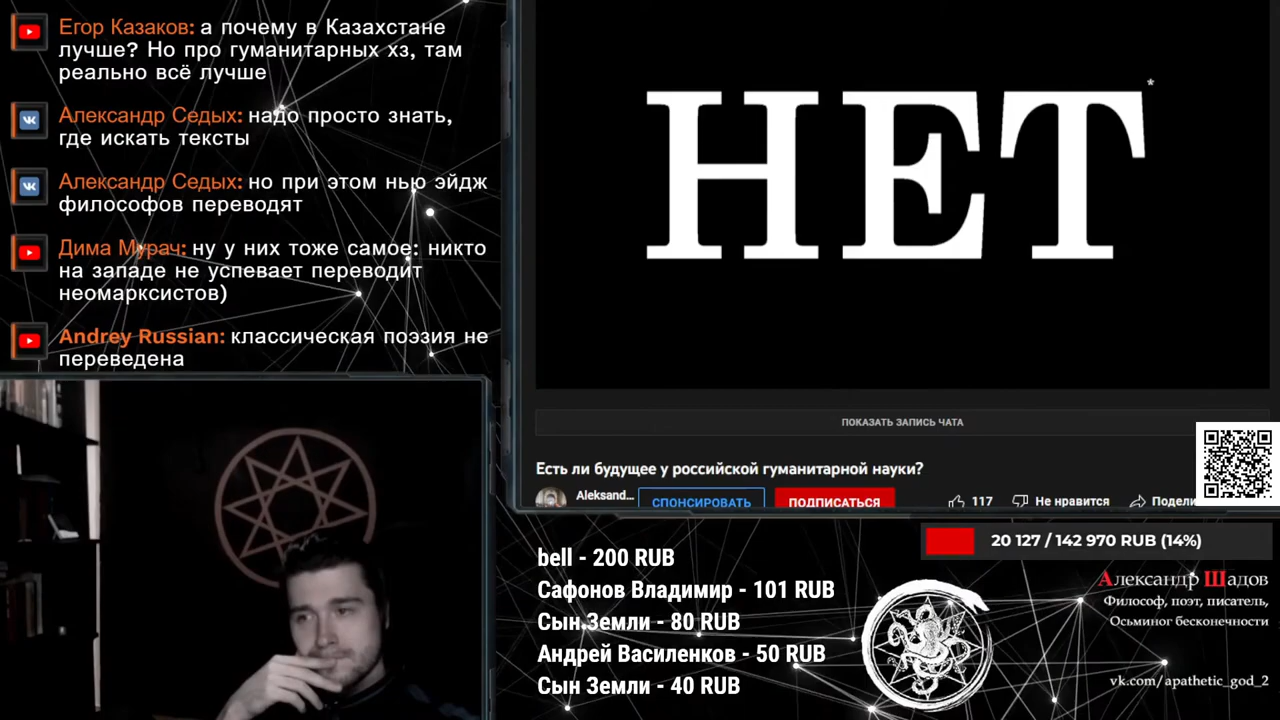 Егор Казаков: а почему в Казахстане
лучше? Но про гуманитарных хз, там
реально всё лучше
Александр Седых: надо просто знать,
где искать тексты
Александр Седых: но при этом нью эйдж
философов переводят
Дима Мурач: ну у них тоже самое: никто
на западе не успевает переводит
неомарксистов)
Andrey Russian: классическая поэзия не
переведена
НЕТ*
ПОКАЗАТЬ ЗАПИСЬ ЧАТА
Есть ли будущее у российской гуманитарной науки?
Aleksand...
СПОНСИРОВАТЬ
ПОДПИСАТЬСЯ
117
Не нравится
Подели
20 127 / 142 970 RUB (14%)
bell - 200 RUB
Сафонов Владимир - 101 RUB
Сын Земли - 80 RUB
Андрей Василенков - 50 RUB
Сын Земли - 40 RUB
Александр Шадов
Философ, поэт, писатель,
Осьминог бесконечности
vk.com/apathetic_god_2